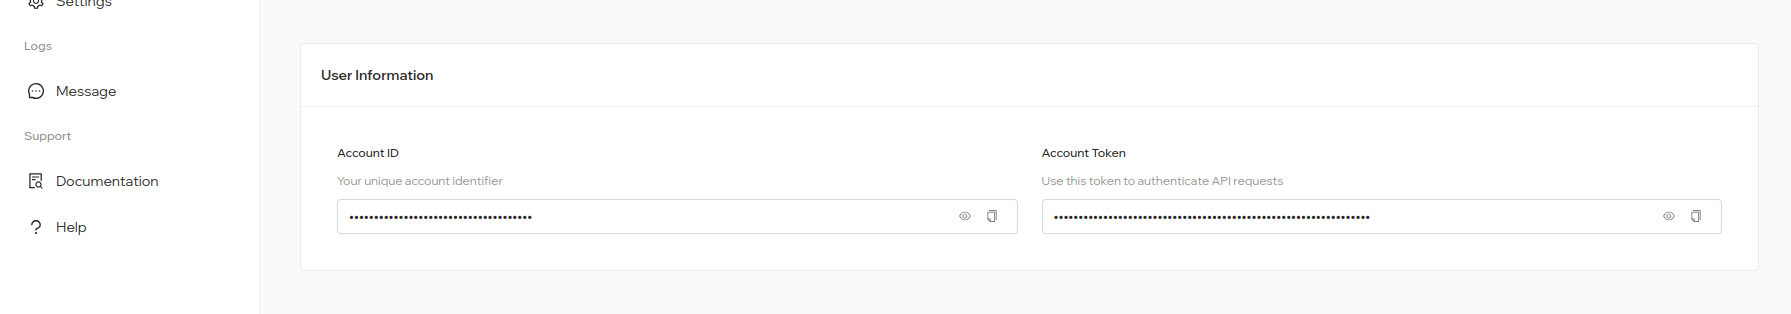 Settings
Logs
Message
Support
Documentation
Help
User Information
Account ID
Your unique account identifier
••••••••••••••••••••••••••••••••••••
Account Token
Use this token to authenticate API requests
••••••••••••••••••••••••••••••••••••••••••••••••••••••••••••••••